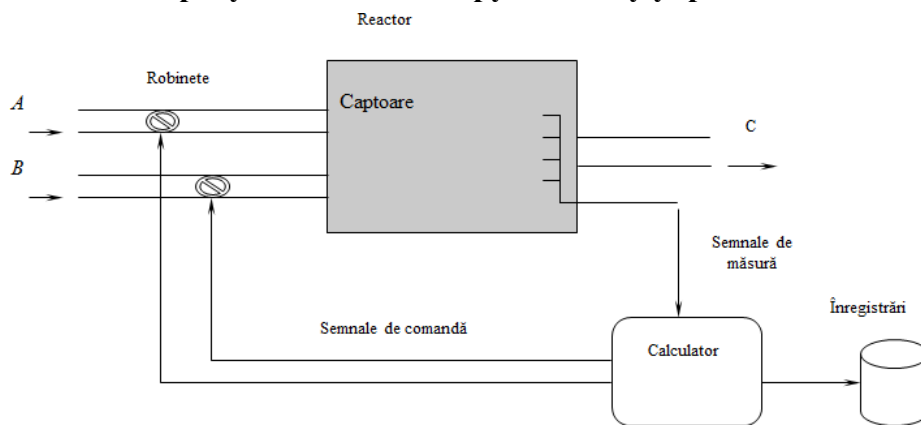 Reactor
Robinete
A
Captoare
C
B
Semnale de
măsură
Înregistrări
Semnale de comandă
Calculator